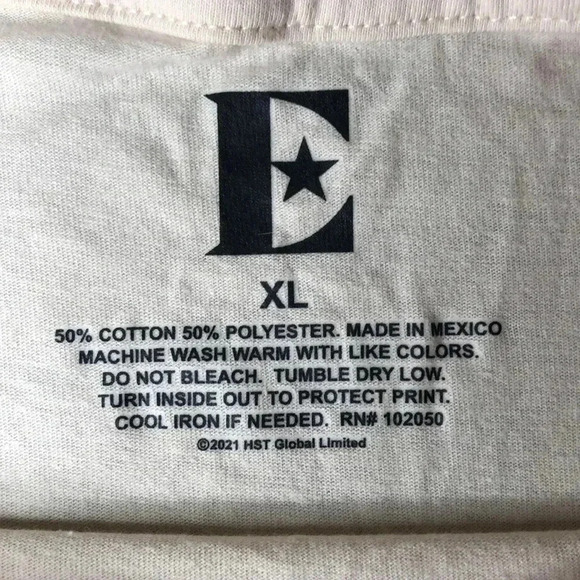 E
XL
50% COTTON 50% POLYESTER. MADE IN MEXICO
MACHINE WASH WARM WITH LIKE COLORS.
DO NOT BLEACH. TUMBLE DRY LOW.
TURN INSIDE OUT TO PROTECT PRINT.
COOL IRON IF NEEDED. RN# 102050
©2021 HST Global Limited